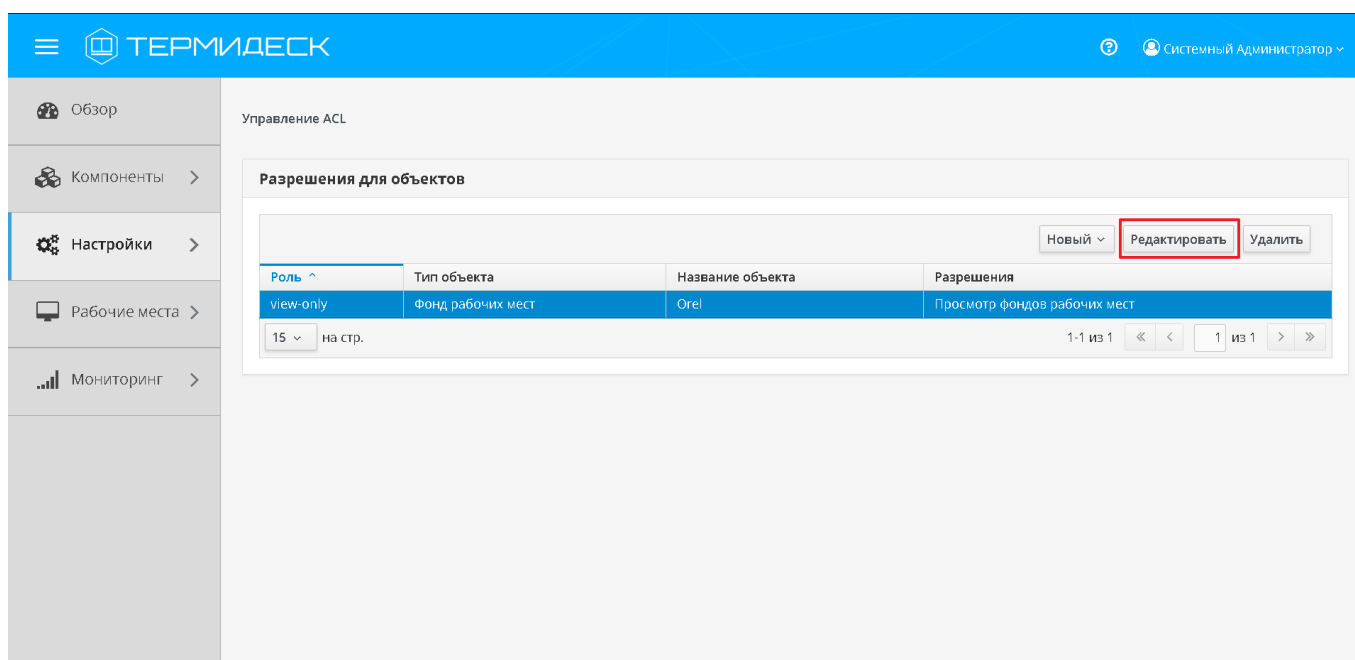 ТЕРМИДЕСК
Системный Администратор
Обзор
Компоненты
Настройки
Рабочие места
Мониторинг
Управление ACL
Разрешения для объектов
Новый Редактировать Удалить
Роль Тип объекта Название объекта Разрешения
view-only Фонд рабочих мест Orel Просмотр фондов рабочих мест
15 на стр. 1-1 из 1 « < 1 из 1 > »